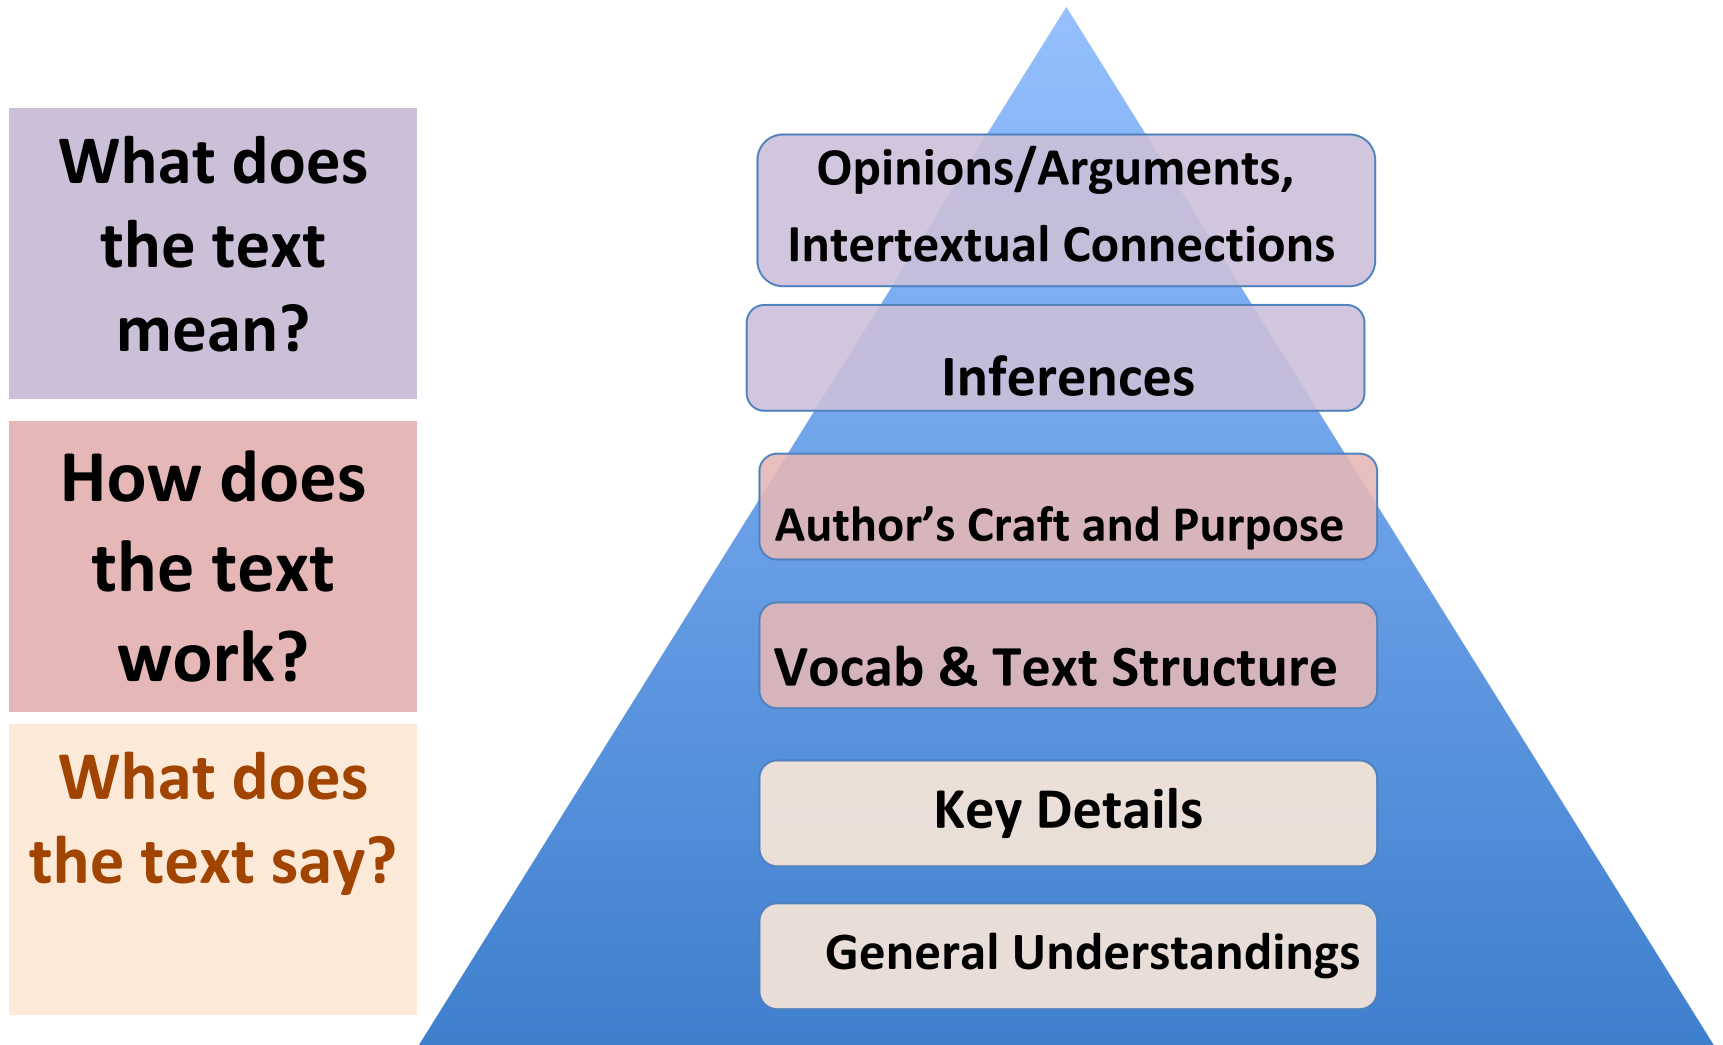 What does
the text
mean?
How does
the text
work?
What does
the text say?
Opinions/Arguments,
Intertextual Connections
Inferences
Author’s Craft and Purpose
Vocab & Text Structure
Key Details
General Understandings